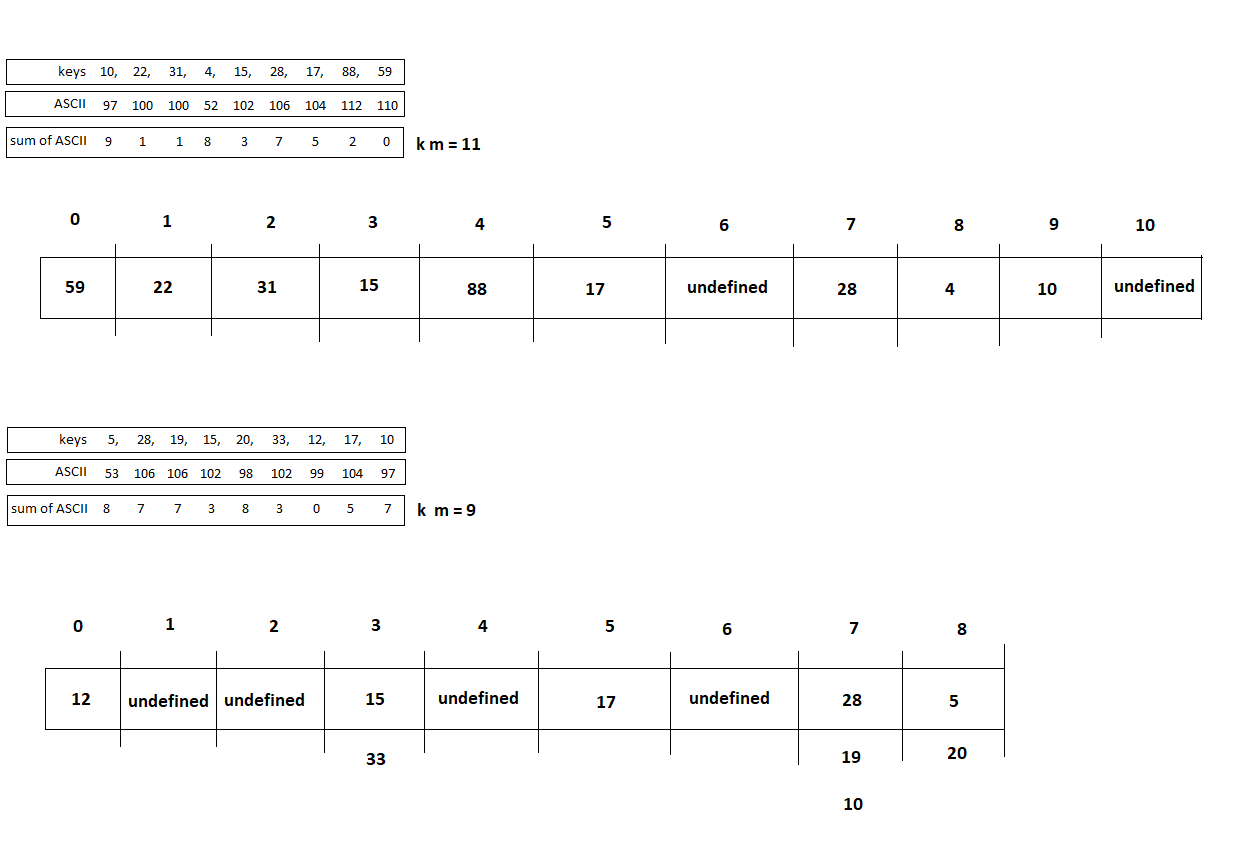 keys 10, 22, 31, 4, 15, 28, 17, 88, 59
ASCII 97 100 100 52 102 106 104 112 110
sum of ASCII 9 1 1 8 3 7 5 2 0 k m = 11
0 1 2 3 4 5 6 7 8 9 10
59 22 31 15 88 17 undefined 28 4 10 undefined
keys 5, 28, 19, 15, 20, 33, 12, 17, 10
ASCII 53 106 106 102 98 102 99 104 97
sum of ASCII 8 7 7 3 8 3 0 5 7 k m = 9
0 1 2 3 4 5 6 7 8
12 undefined undefined 15 undefined 17 undefined 28 5
33 19 20
10